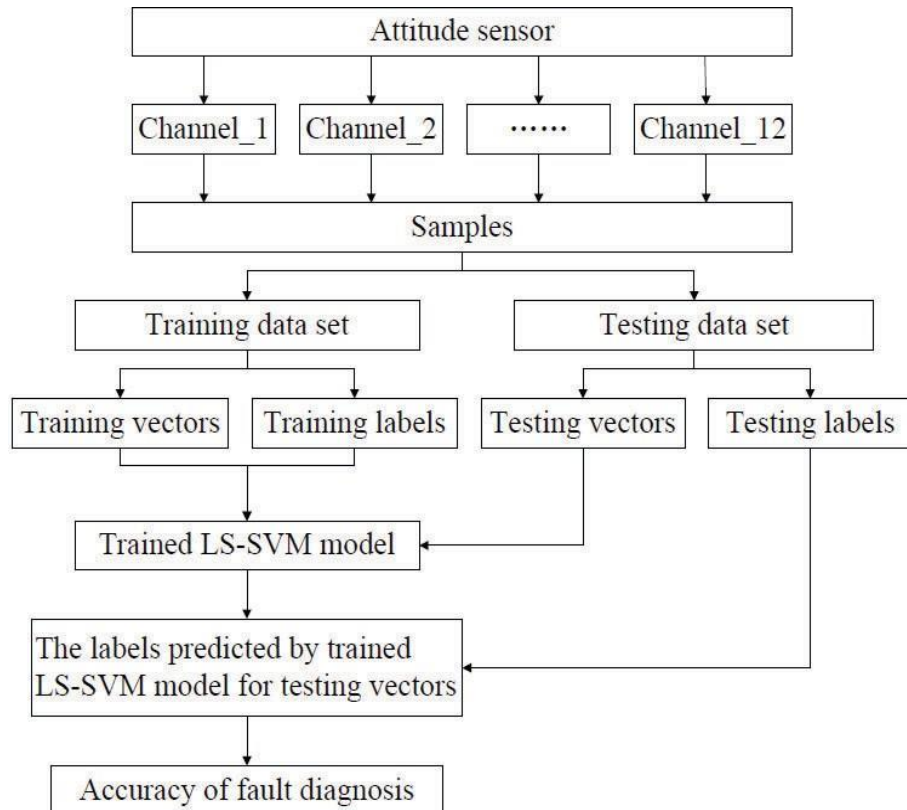 Attitude sensor
Channel_1
Channel_2
……
Channel_12
Samples
Training data set
Testing data set
Training vectors
Training labels
Testing vectors
Testing labels
Trained LS-SVM model
The labels predicted by trained
LS-SVM model for testing vectors
Accuracy of fault diagnosis